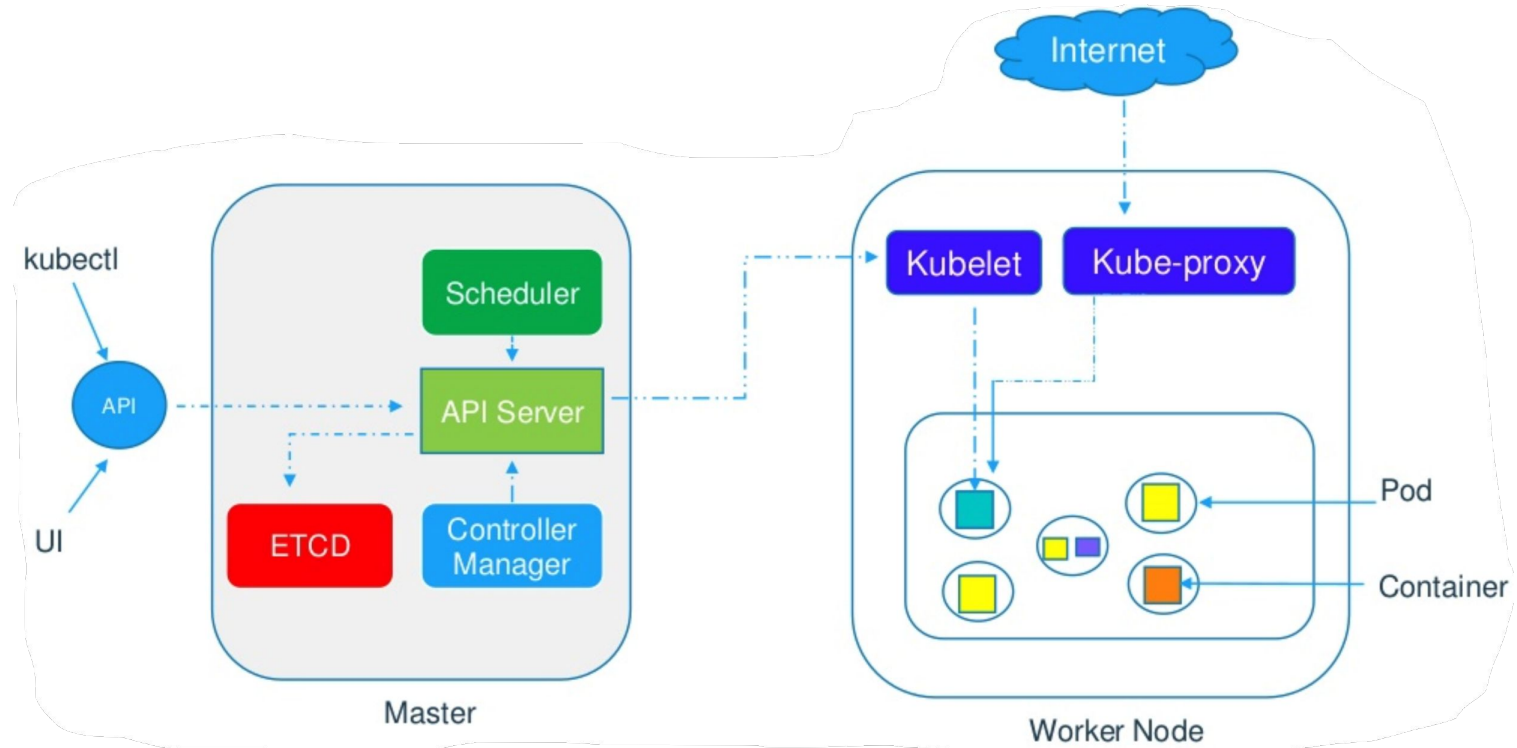 Internet
kubectl
Scheduler
Kubelet
Kube-proxy
API
API Server
UI
ETCD
Controller
Manager
Pod
Container
Master
Worker Node